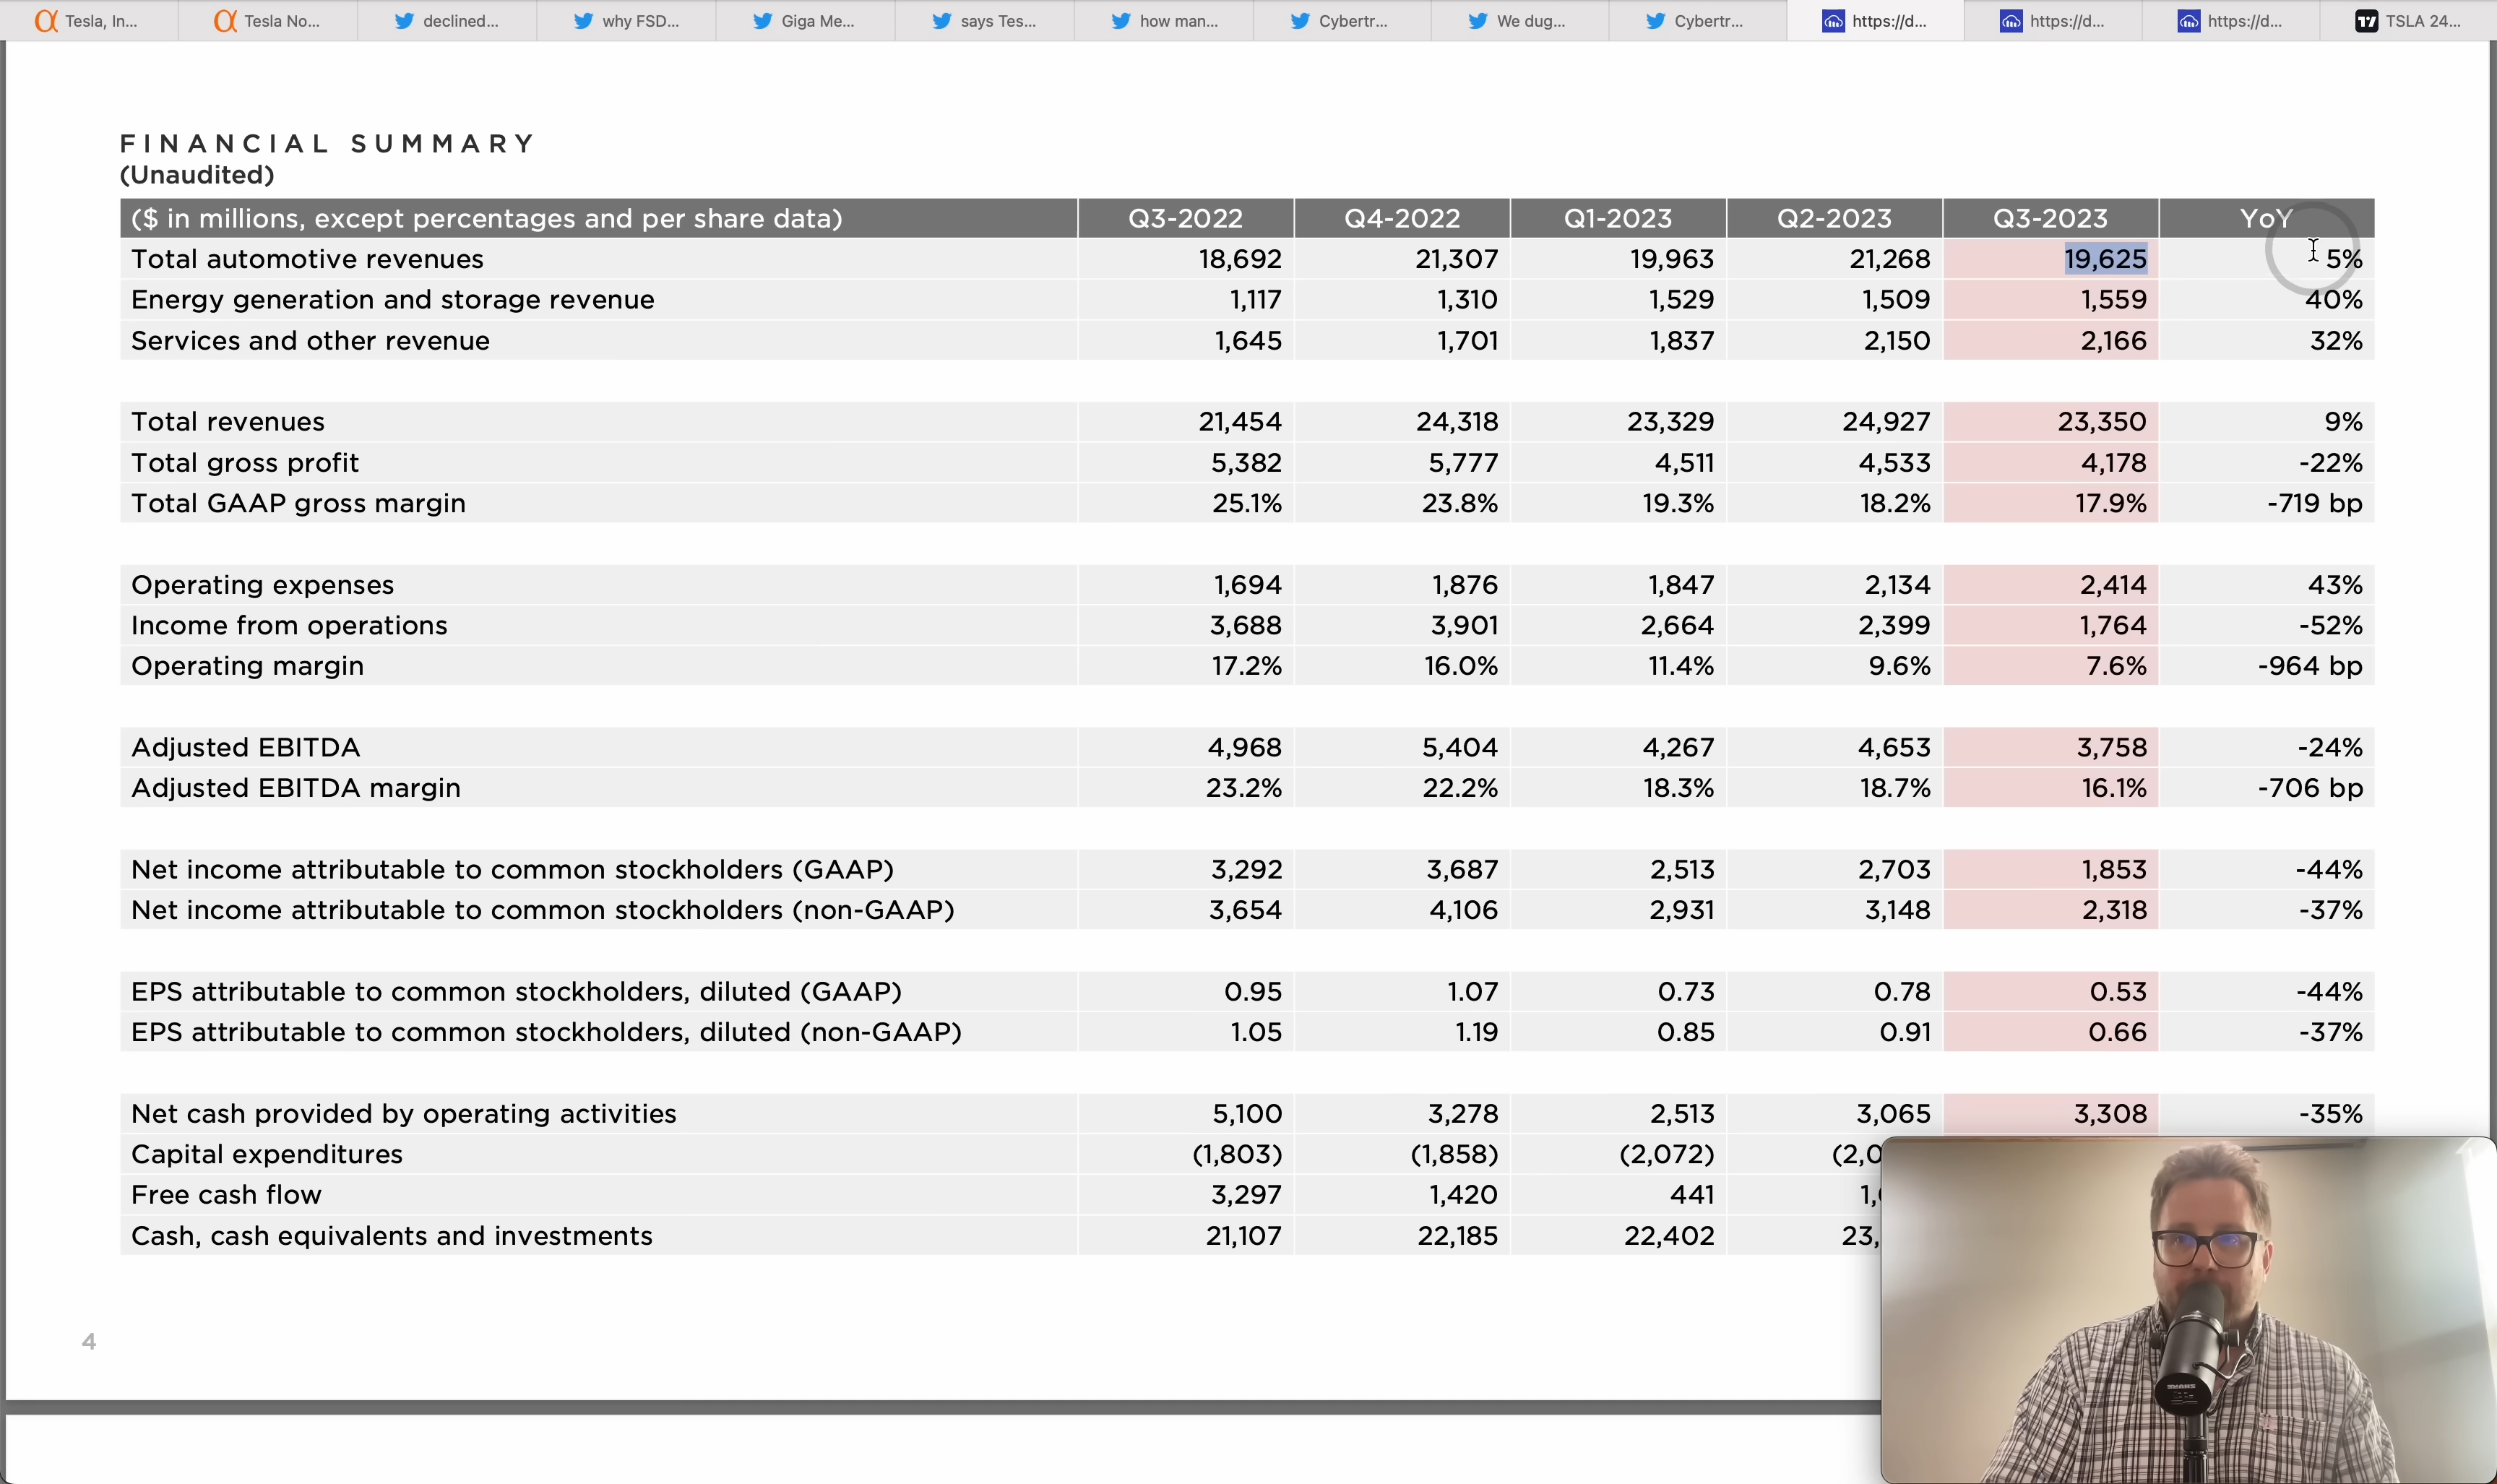 Tesla, In... Tesla No... declined... why FSD... Giga Me... says Tes... how man... Cybertr... We dug... Cybertr... https://d... https://d... https://d... TSLA 24...
FINANCIAL SUMMARY
(Unaudited)
($ in millions, except percentages and per share data) Q3-2022 Q4-2022 Q1-2023 Q2-2023 Q3-2023 YoY
Total automotive revenues 18,692 21,307 19,963 21,268 19,625 5%
Energy generation and storage revenue 1,117 1,310 1,529 1,509 1,559 40%
Services and other revenue 1,645 1,701 1,837 2,150 2,166 32%
Total revenues 21,454 24,318 23,329 24,927 23,350 9%
Total gross profit 5,382 5,777 4,511 4,533 4,178 -22%
Total GAAP gross margin 25.1% 23.8% 19.3% 18.2% 17.9% -719 bp
Operating expenses 1,694 1,876 1,847 2,134 2,414 43%
Income from operations 3,688 3,901 2,664 2,399 1,764 -52%
Operating margin 17.2% 16.0% 11.4% 9.6% 7.6% -964 bp
Adjusted EBITDA 4,968 5,404 4,267 4,653 3,758 -24%
Adjusted EBITDA margin 23.2% 22.2% 18.3% 18.7% 16.1% -706 bp
Net income attributable to common stockholders (GAAP) 3,292 3,687 2,513 2,703 1,853 -44%
Net income attributable to common stockholders (non-GAAP) 3,654 4,106 2,931 3,148 2,318 -37%
EPS attributable to common stockholders, diluted (GAAP) 0.95 1.07 0.73 0.78 0.53 -44%
EPS attributable to common stockholders, diluted (non-GAAP) 1.05 1.19 0.85 0.91 0.66 -37%
Net cash provided by operating activities 5,100 3,278 2,513 3,065 3,308 -35%
Capital expenditures (1,803) (1,858) (2,072) (2,0
Free cash flow 3,297 1,420 441 1,
Cash, cash equivalents and investments 21,107 22,185 22,402 23,
4